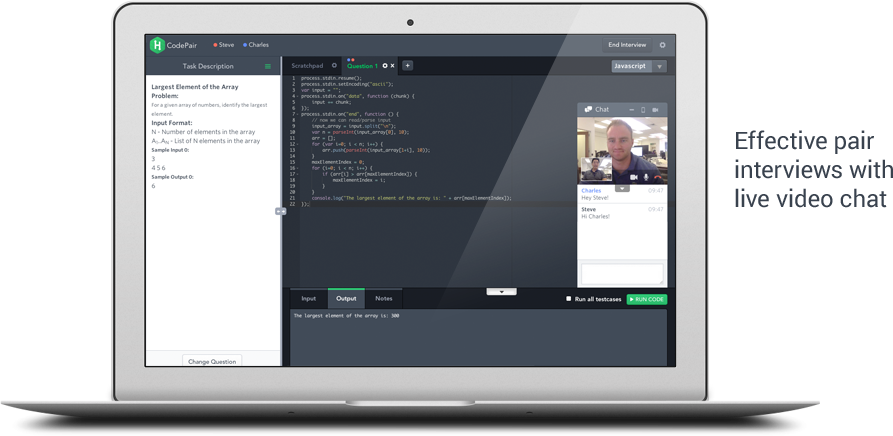 H CodePair
Steve
Charles
End Interview
Task Description
Scratchpad
Question 1
Javascript
Largest Element of the Array
Problem:
For a given array of numbers, identify the largest
element.
Input Format:
N - Number of elements in the array
A₁...Aₙ - List of N elements in the array
Sample Input 0:
3
4 5 6
Sample Output 0:
6
Change Question
1 process.stdin.resume();
2 process.stdin.setEncoding("ascii");
3 var input = "";
4 process.stdin.on("data", function (chunk) {
5 input += chunk;
6 });
7 process.stdin.on("end", function () {
8 // now we can read/parse input
9 input_array = input.split("\n");
10 var n = parseInt(input_array[0], 10);
11 arr = [];
12 for (var i=0; i < n; i++) {
13 arr.push(parseInt(input_array[1+i], 10));
14 }
15 maxElementIndex = 0;
16 for (i=0; i < n; i++) {
17 if (arr[i] > arr[maxElementIndex]) {
18 maxElementIndex = i;
19 }
20 }
21 console.log("The largest element of the array is: " + arr[maxElementIndex]);
22 });
Chat
Charles 09:47
Hey Steve!
Steve 09:47
Hi Charles!
Input
Output
Notes
Run all testcases
RUN CODE
The largest element of the array is: 300
Effective pair
interviews with
live video chat